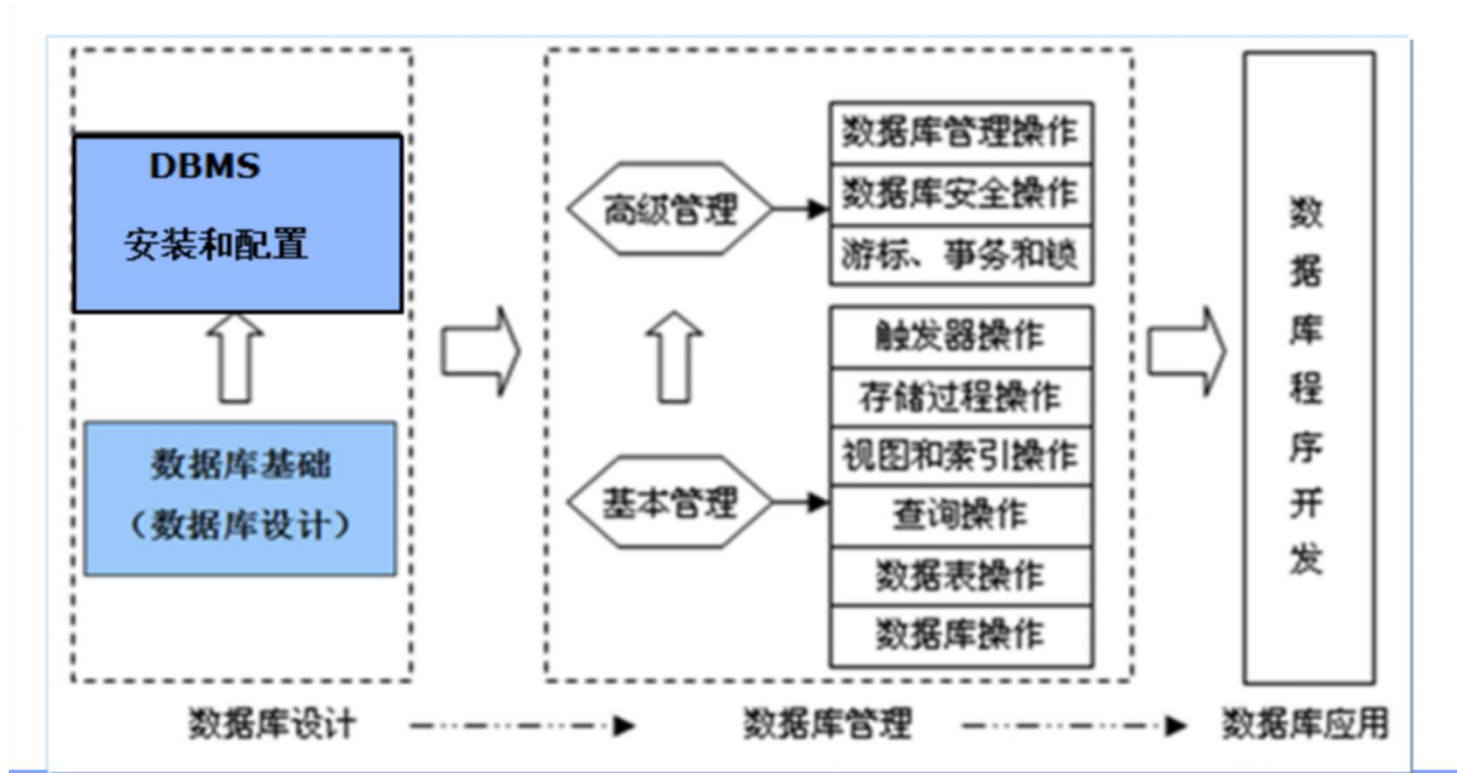 DBMS
安装和配置
数据库基础
（数据库设计）
高级管理
数据库管理操作
数据库安全操作
游标、事务和锁
基本管理
触发器操作
存储过程操作
视图和索引操作
查询操作
数据表操作
数据库操作
数据库程序开发
数据库设计
数据库管理
数据库应用